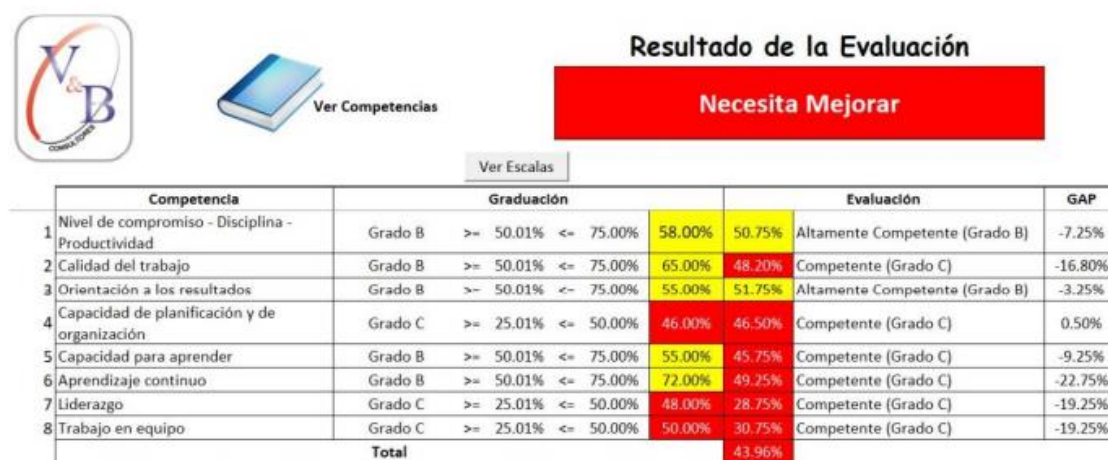 V&B
CONSULTORES
Ver Competencias
Resultado de la Evaluación
Necesita Mejorar
Ver Escalas
Competencia Graduación Evaluación GAP
1 Nivel de compromiso - Disciplina - Productividad Grado B >= 50.01% <= 75.00% 58.00% 50.75% Altamente Competente (Grado B) -7.25%
2 Calidad del trabajo Grado B >= 50.01% <= 75.00% 65.00% 48.20% Competente (Grado C) -16.80%
3 Orientación a los resultados Grado B >= 50.01% <= 75.00% 55.00% 51.75% Altamente Competente (Grado B) -3.25%
4 Capacidad de planificación y de organización Grado C >= 25.01% <= 50.00% 46.00% 46.50% Competente (Grado C) 0.50%
5 Capacidad para aprender Grado B >= 50.01% <= 75.00% 55.00% 45.75% Competente (Grado C) -9.25%
6 Aprendizaje continuo Grado B >= 50.01% <= 75.00% 72.00% 49.25% Competente (Grado C) -22.75%
7 Liderazgo Grado C >= 25.01% <= 50.00% 48.00% 28.75% Competente (Grado C) -19.25%
8 Trabajo en equipo Grado C >= 25.01% <= 50.00% 50.00% 30.75% Competente (Grado C) -19.25%
Total 43.96%